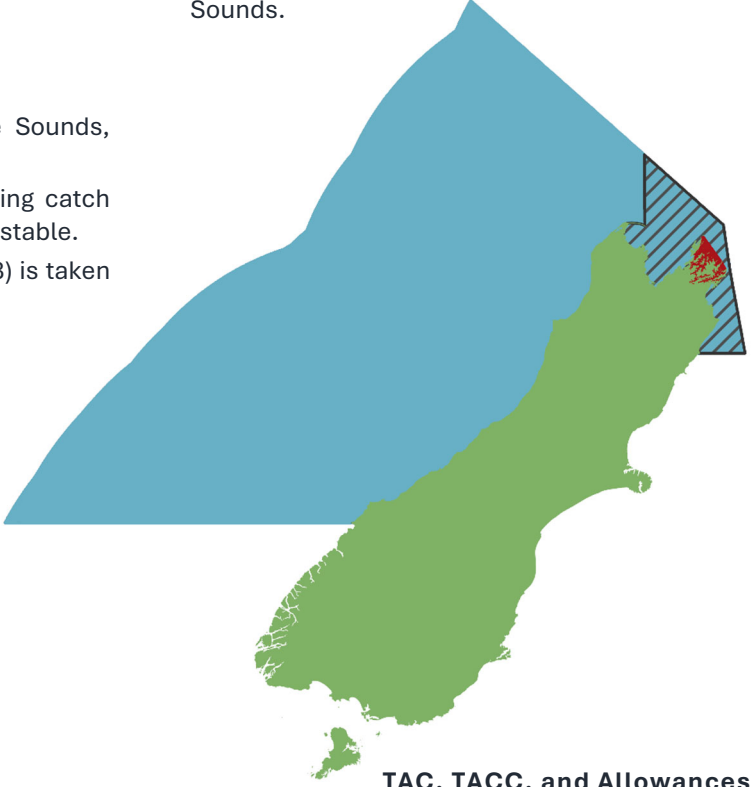 Sounds.
Sounds,
ing catch
stable.
) is taken
TAC, TACC, and Allowances